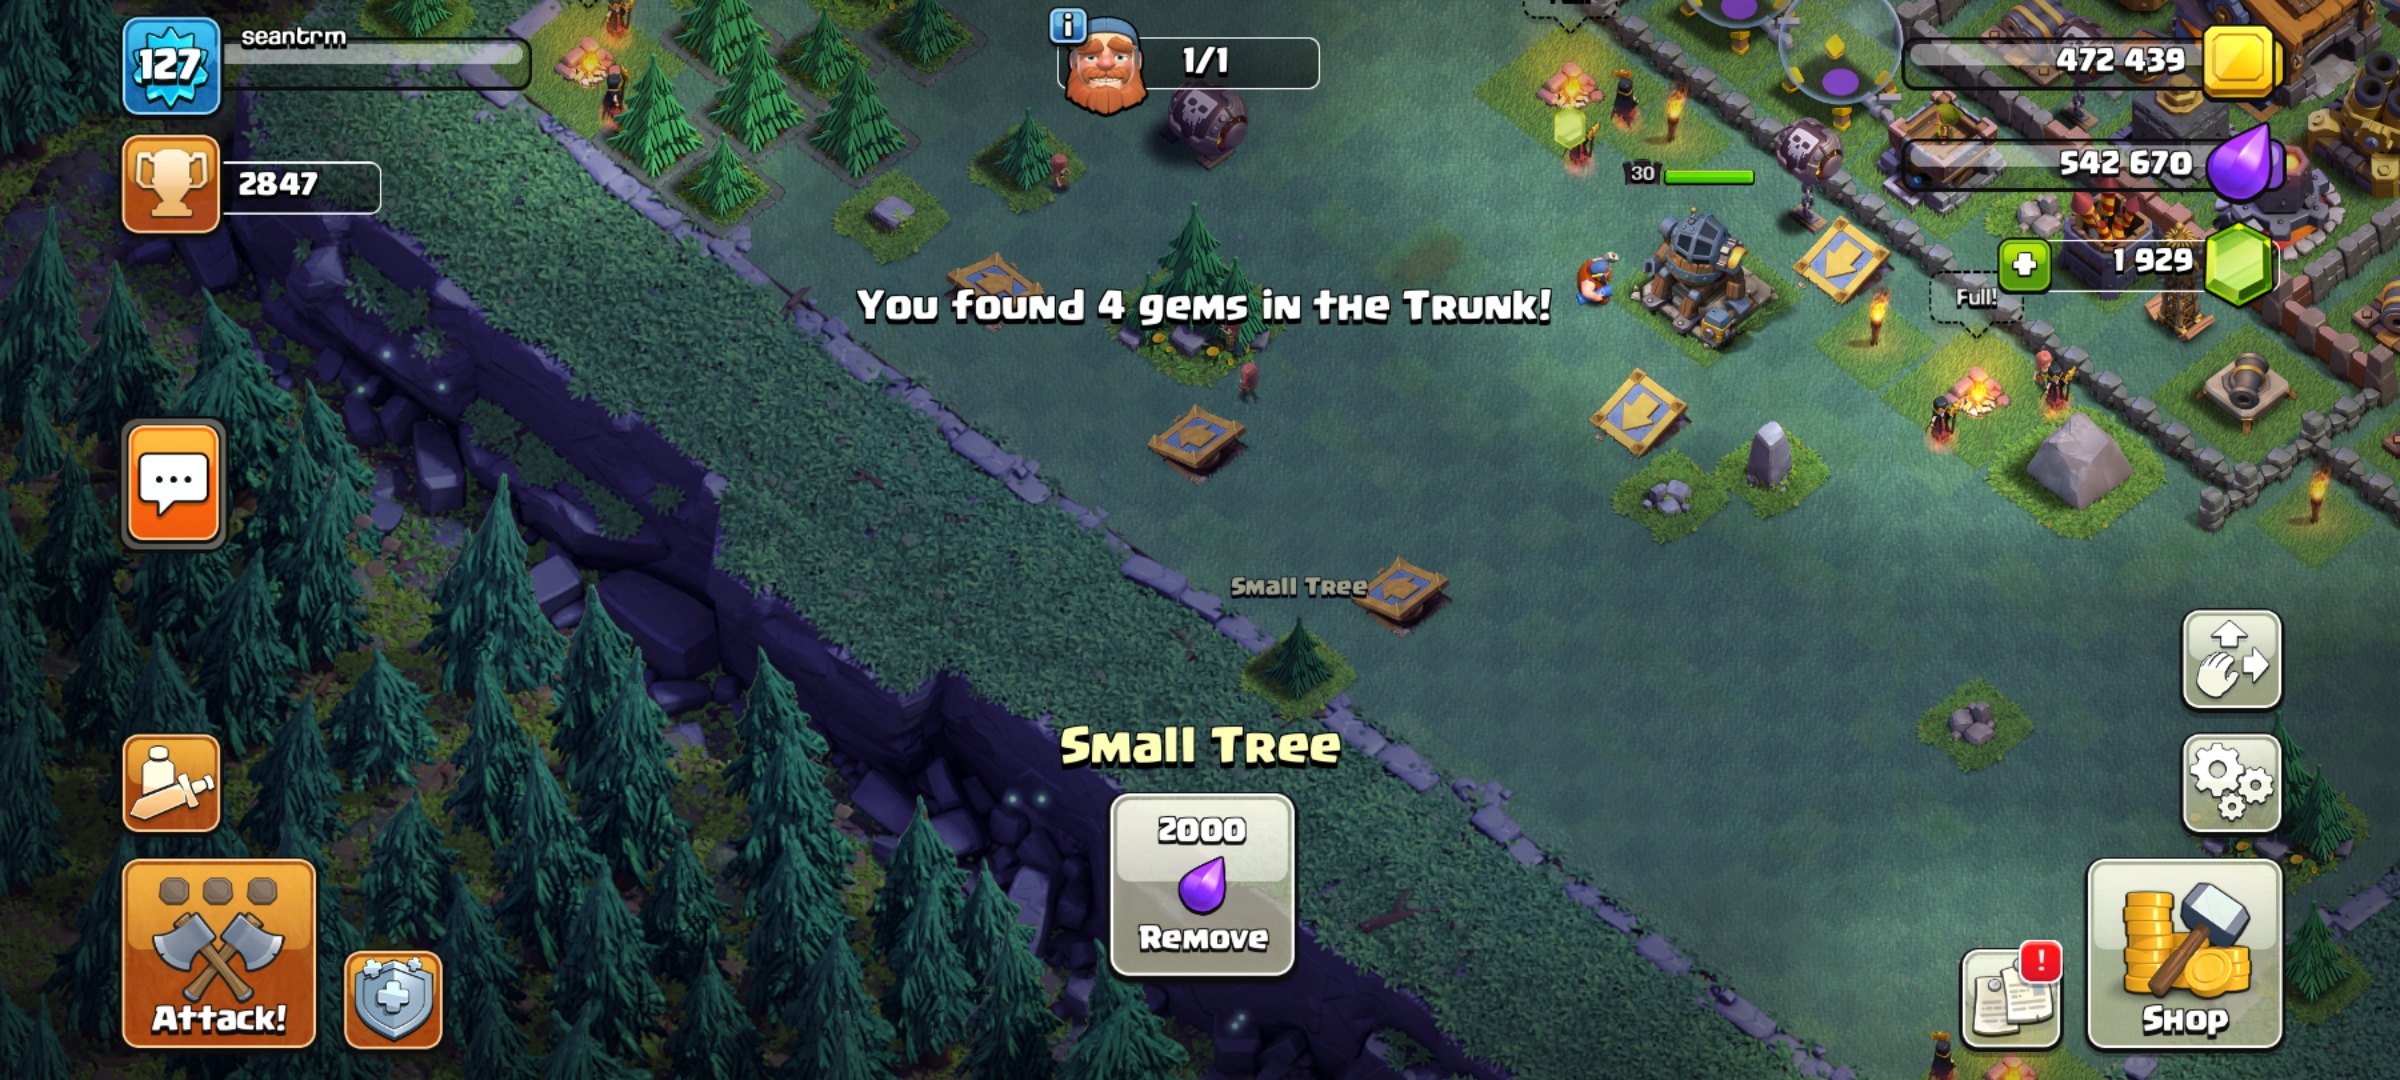 127
seantrm
1/1
472 439
2847
542 670
30
1 929
You found 4 gems in the Trunk!
Full!
Small Tree
Small Tree
2000
Remove
Attack!
Shop